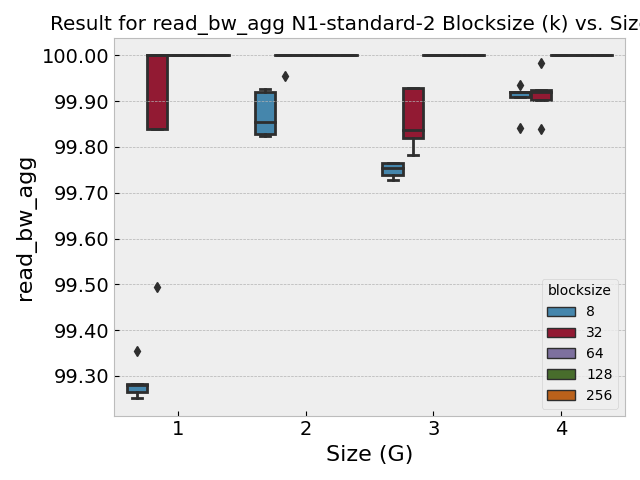 Result for read_bw_agg N1-standard-2 Blocksize (k) vs. Size
100.00
99.90
99.80
99.70
99.60
99.50
99.40
99.30
read_bw_agg
blocksize
8
32
64
128
256
1 2 3 4
Size (G)